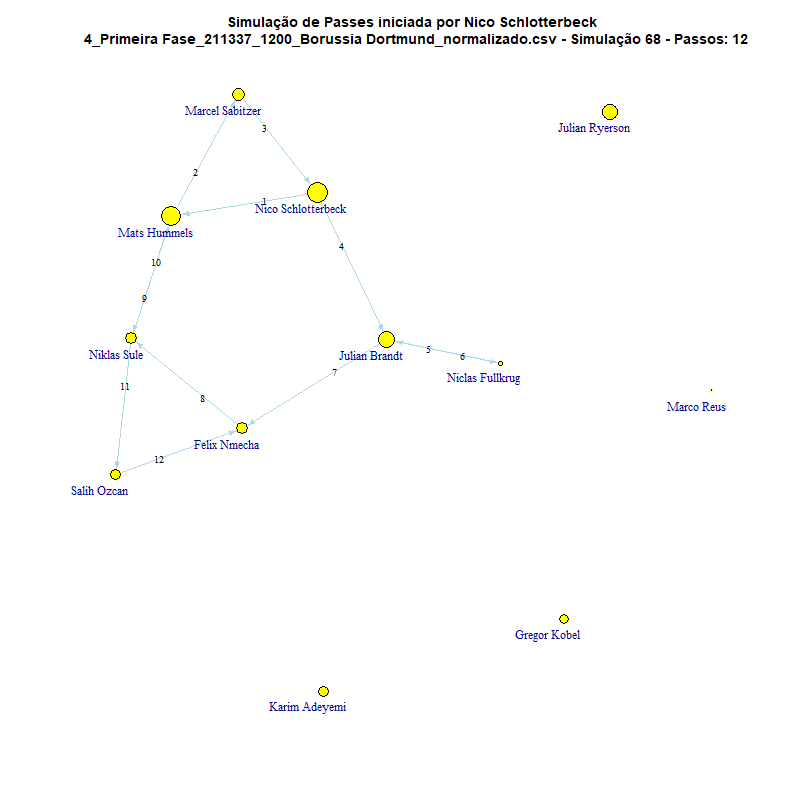 Simulação de Passes iniciada por Nico Schlotterbeck
4_Primeira Fase_211337_1200_Borussia Dortmund_normalizado.csv - Simulação 68 - Passos: 12
Marcel Sabitzer
Julian Ryerson
3
2
1
Nico Schlotterbeck
Mats Hummels
4
10
9
Niklas Sule
Julian Brandt
5
6
Niclas Fullkrug
7
11
8
Marco Reus
Felix Nmecha
12
Salih Ozcan
Gregor Kobel
Karim Adeyemi